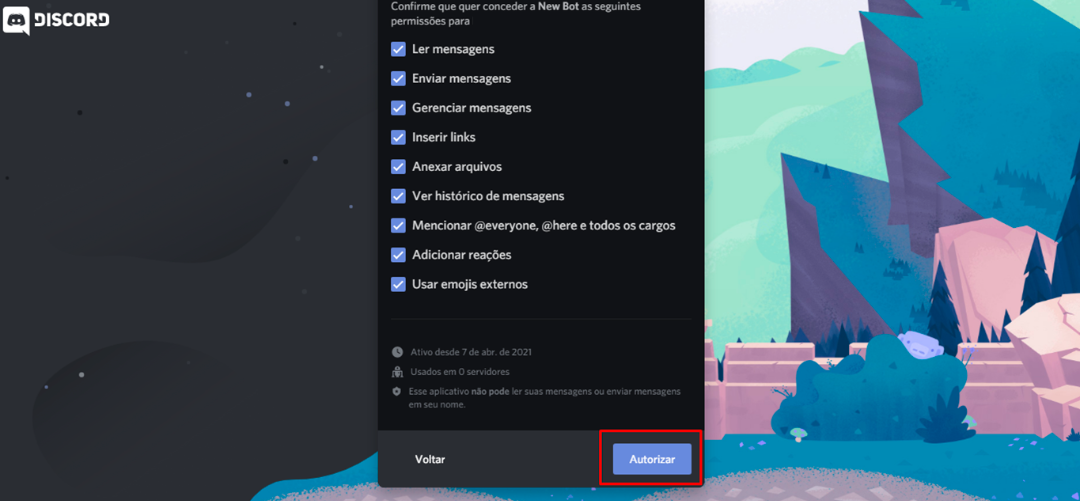 DISCORD
Confirme que quer conceder a New Bot as seguintes
permissões para
Ler mensagens
Enviar mensagens
Gerenciar mensagens
Inserir links
Anexar arquivos
Ver histórico de mensagens
Mencionar @everyone, @here e todos os cargos
Adicionar reações
Usar emojis externos
Ativo desde 7 de abr. de 2021
Usados em 0 servidores
Esse aplicativo não pode ler suas mensagens ou enviar mensagens
em seu nome.
Voltar
Autorizar